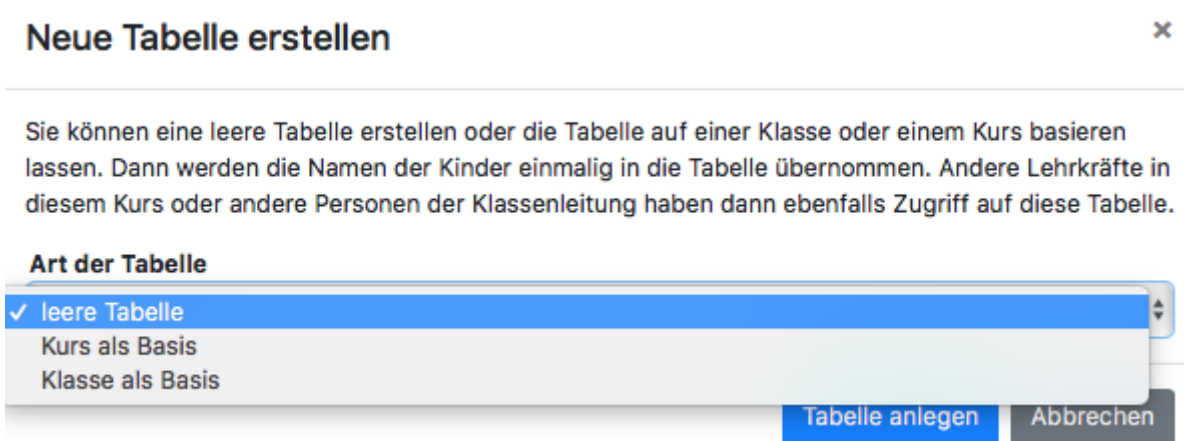 Neue Tabelle erstellen ×
Sie können eine leere Tabelle erstellen oder die Tabelle auf einer Klasse oder einem Kurs basieren
lassen. Dann werden die Namen der Kinder einmalig in die Tabelle übernommen. Andere Lehrkräfte in
diesem Kurs oder andere Personen der Klassenleitung haben dann ebenfalls Zugriff auf diese Tabelle.
Art der Tabelle
✓ leere Tabelle
Kurs als Basis
Klasse als Basis
Tabelle anlegen Abbrechen